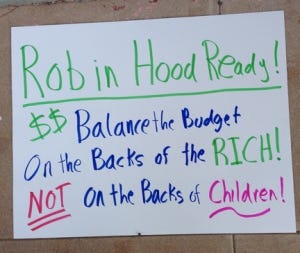 Robin Hood Ready!
$$ Balance the Budget
On the Backs of the RICH!
NOT on the Backs of Children!